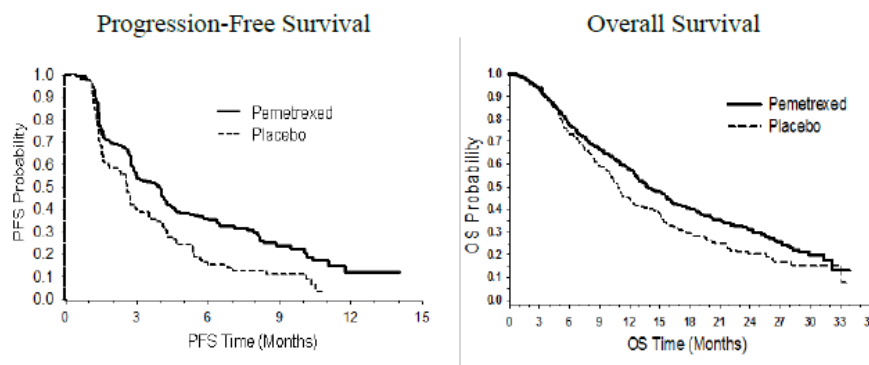 Progression-Free Survival
Overall Survival
PFS Probability
1.0
0.9
0.8
0.7
0.6
0.5
0.4
0.3
0.2
0.1
0.0
Pemetrexed
Placebo
0 3 6 9 12 15
PFS Time (Months)
OS Probability
1.0
0.9
0.8
0.7
0.6
0.5
0.4
0.3
0.2
0.1
0.0
Pemetrexed
Placebo
0 3 6 9 12 15 18 21 24 27 30 33
OS Time (Months)